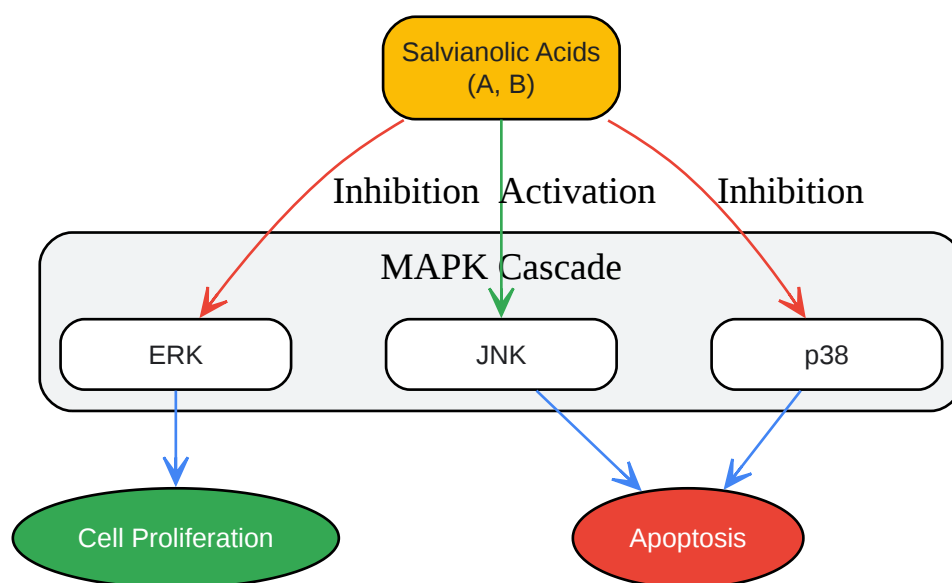 Salvianolic Acids
(A, B)
Inhibition
Activation
Inhibition
MAPK Cascade
ERK
JNK
p38
Cell Proliferation
Apoptosis